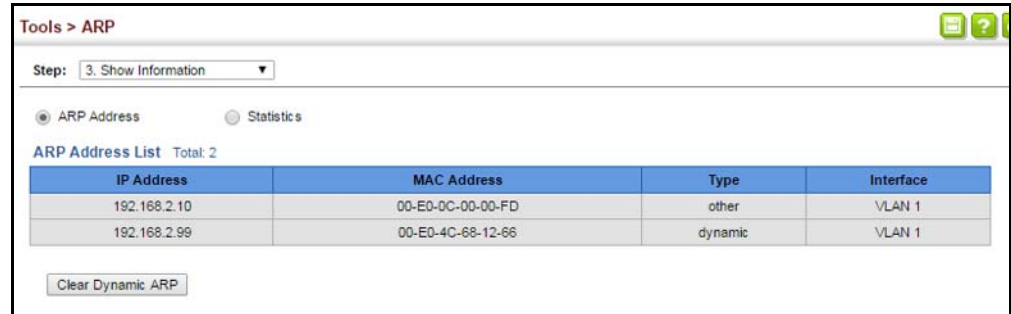 Tools > ARP
?
Step: 3. Show Information
ARP Address Statistics
ARP Address List Total: 2
IP Address MAC Address Type Interface
192.168.2.10 00-E0-0C-00-00-FD other VLAN 1
192.168.2.99 00-E0-4C-68-12-66 dynamic VLAN 1
Clear Dynamic ARP